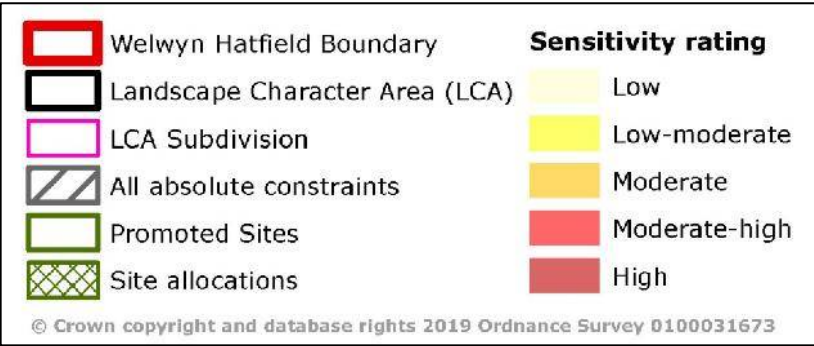 Welwyn Hatfield Boundary
Landscape Character Area (LCA)
LCA Subdivision
All absolute constraints
Promoted Sites
Site allocations
Sensitivity rating
Low
Low-moderate
Moderate
Moderate-high
High
© Crown copyright and database rights 2019 Ordnance Survey 0100031673